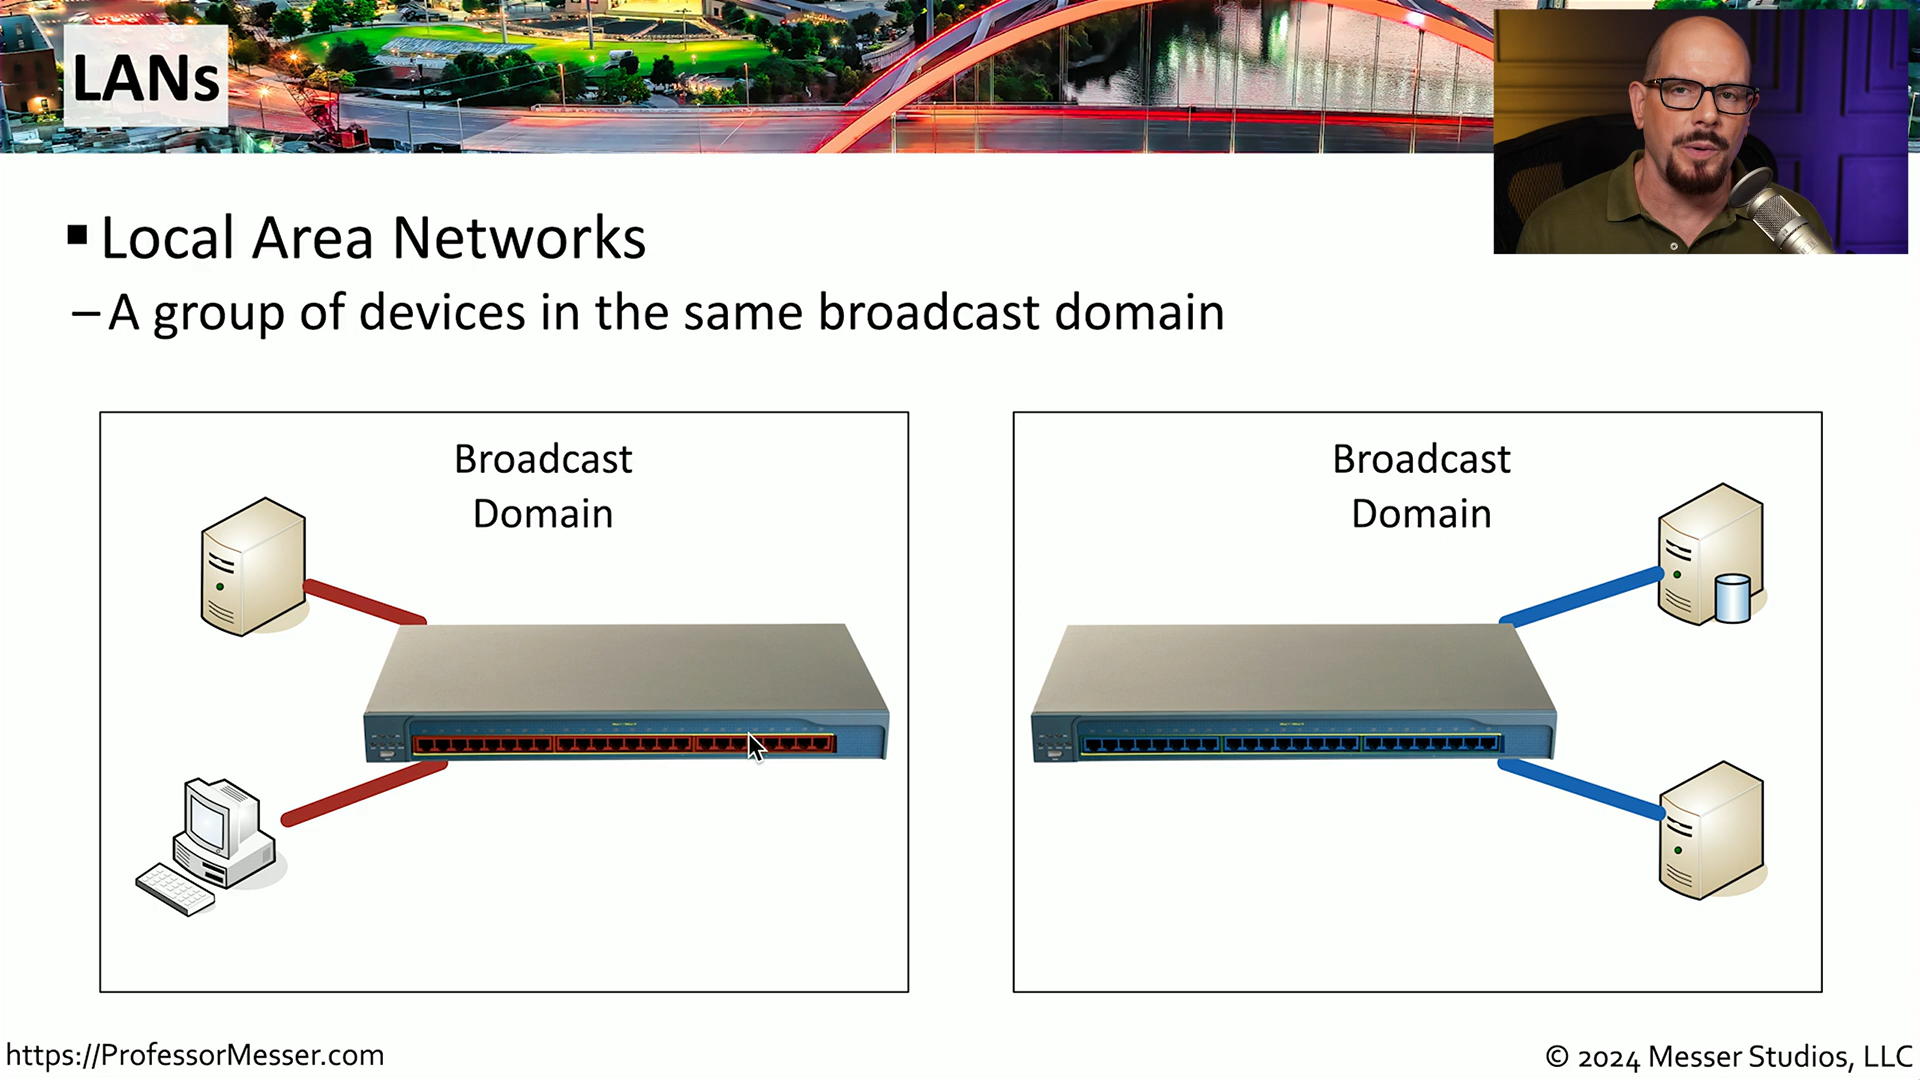 LANs
▪ Local Area Networks
– A group of devices in the same broadcast domain
Broadcast
Domain
Broadcast
Domain
https://ProfessorMesser.com
© 2024 Messer Studios, LLC